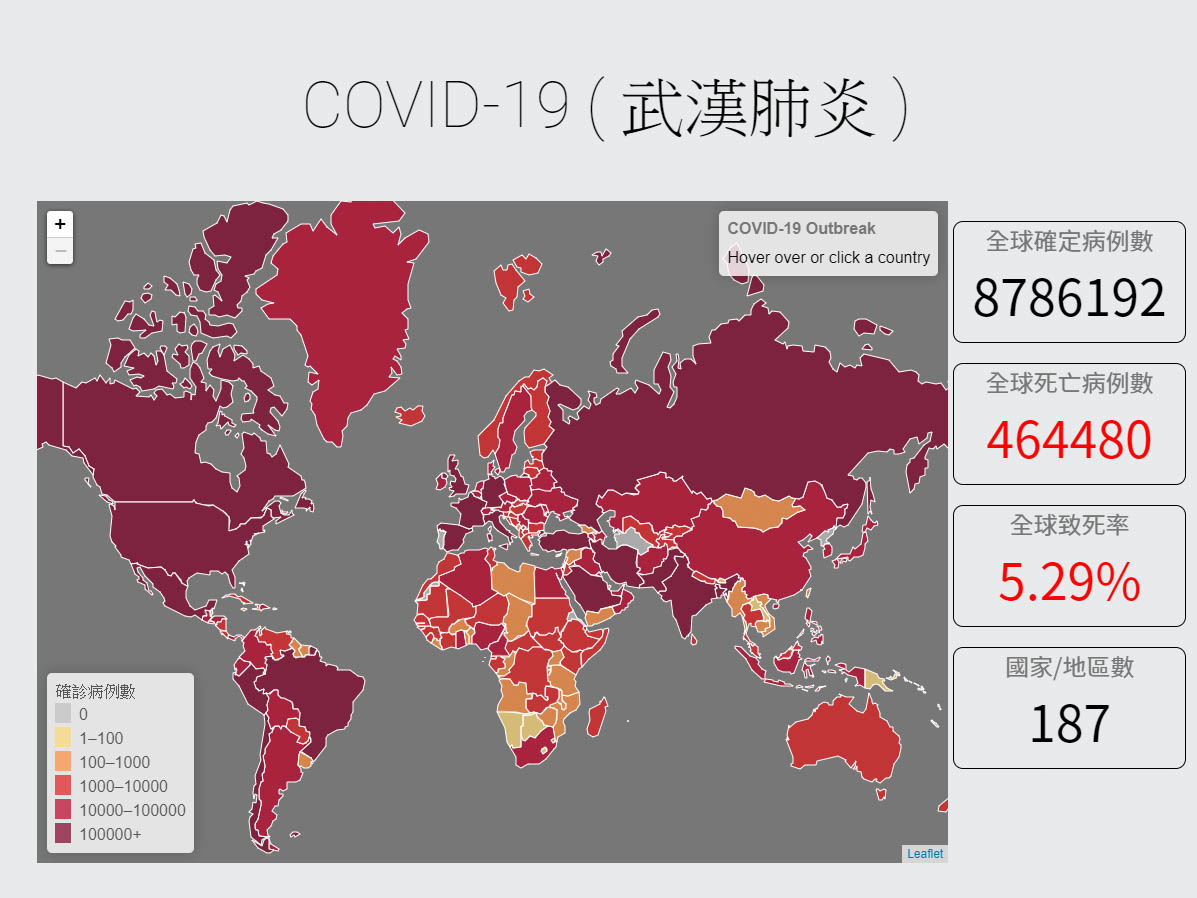 COVID-19 ( 武漢肺炎 )
+
−
COVID-19 Outbreak
Hover over or click a country
全球確定病例數
8786192
全球死亡病例數
464480
全球致死率
5.29%
國家/地區數
187
確診病例數
0
1–100
100–1000
1000–10000
10000–100000
100000+
Leaflet